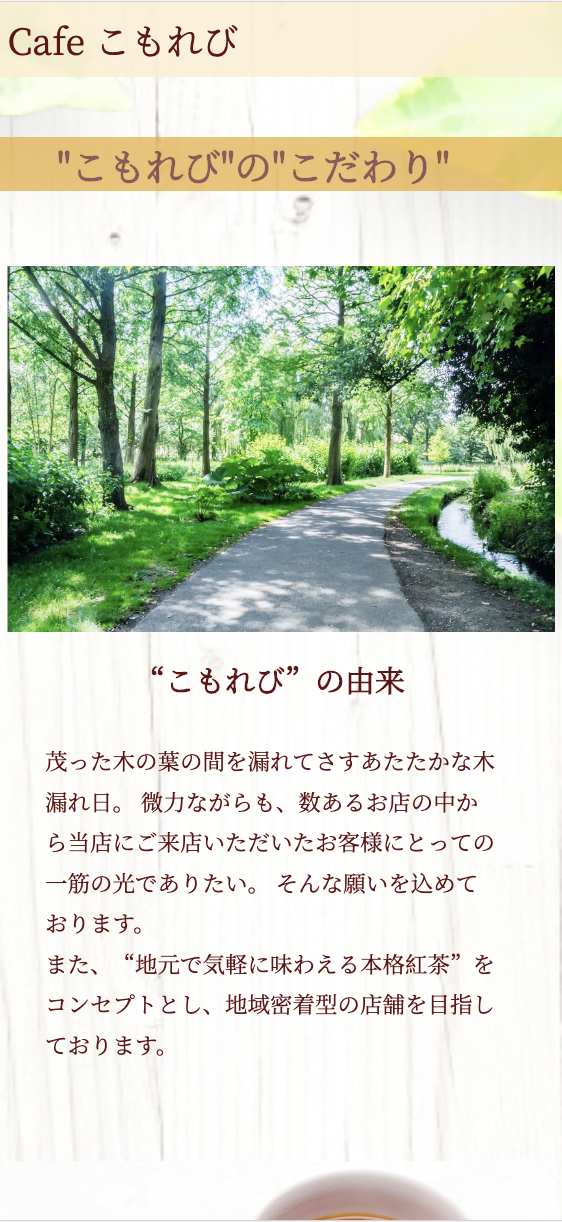 Cafe こもれび
"こもれび"の"こだわり"
“こもれび”の由来
茂った木の葉の間を漏れてさすあたたかな木
漏れ日。 微力ながらも、数あるお店の中か
ら当店にご来店いただいたお客様にとっての
一筋の光でありたい。 そんな願いを込めて
おります。
また、“地元で気軽に味わえる本格紅茶”を
コンセプトとし、地域密着型の店舗を目指し
ております。